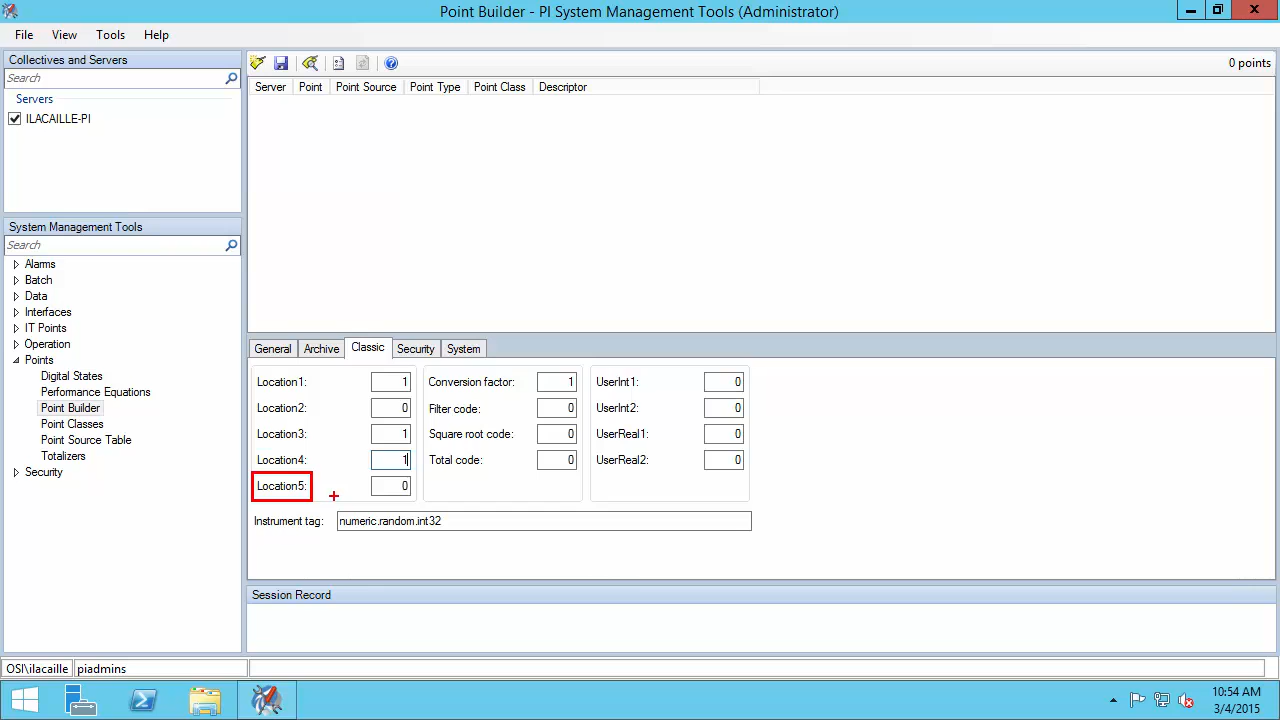 Point Builder - PI System Management Tools (Administrator)
File View Tools Help
Collectives and Servers
Search
Servers
ILACAILLE-PI
System Management Tools
Search
Alarms
Batch
Data
Interfaces
IT Points
Operation
Points
Digital States
Performance Equations
Point Builder
Point Classes
Point Source Table
Totalizers
Security
0 points
Server Point Point Source Point Type Point Class Descriptor
General Archive Classic Security System
Location1: 1 Conversion factor: 1 UserInt1: 0
Location2: 0 Filter code: 0 UserInt2: 0
Location3: 1 Square root code: 0 UserReal1: 0
Location4: 1 Total code: 0 UserReal2: 0
Location5: 0
Instrument tag: numeric.random.int32
Session Record
OSI\ilacaille piadmins
10:54 AM
3/4/2015